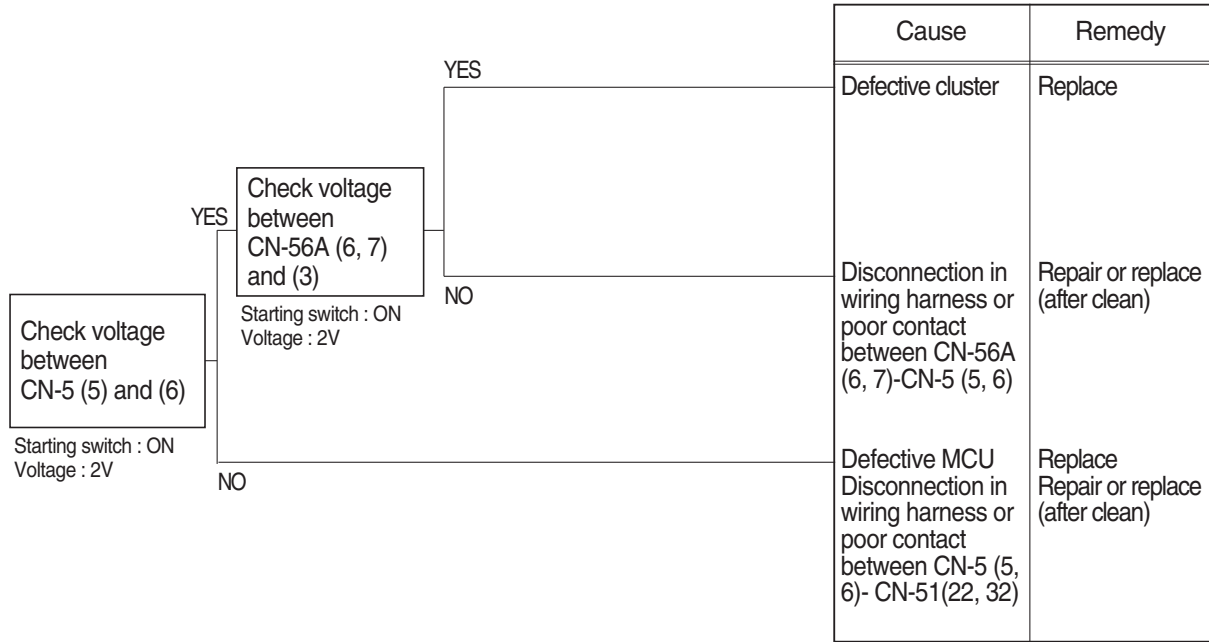 Cause
Remedy
YES
Defective cluster
Replace
Check voltage
between
CN-56A (6, 7)
and (3)
YES
Starting switch : ON
Voltage : 2V
NO
Disconnection in
wiring harness or
poor contact
between CN-56A
(6, 7)-CN-5 (5, 6)
Repair or replace
(after clean)
Check voltage
between
CN-5 (5) and (6)
Starting switch : ON
Voltage : 2V
NO
Defective MCU
Disconnection in
wiring harness or
poor contact
between CN-5 (5,
6)- CN-51(22, 32)
Replace
Repair or replace
(after clean)